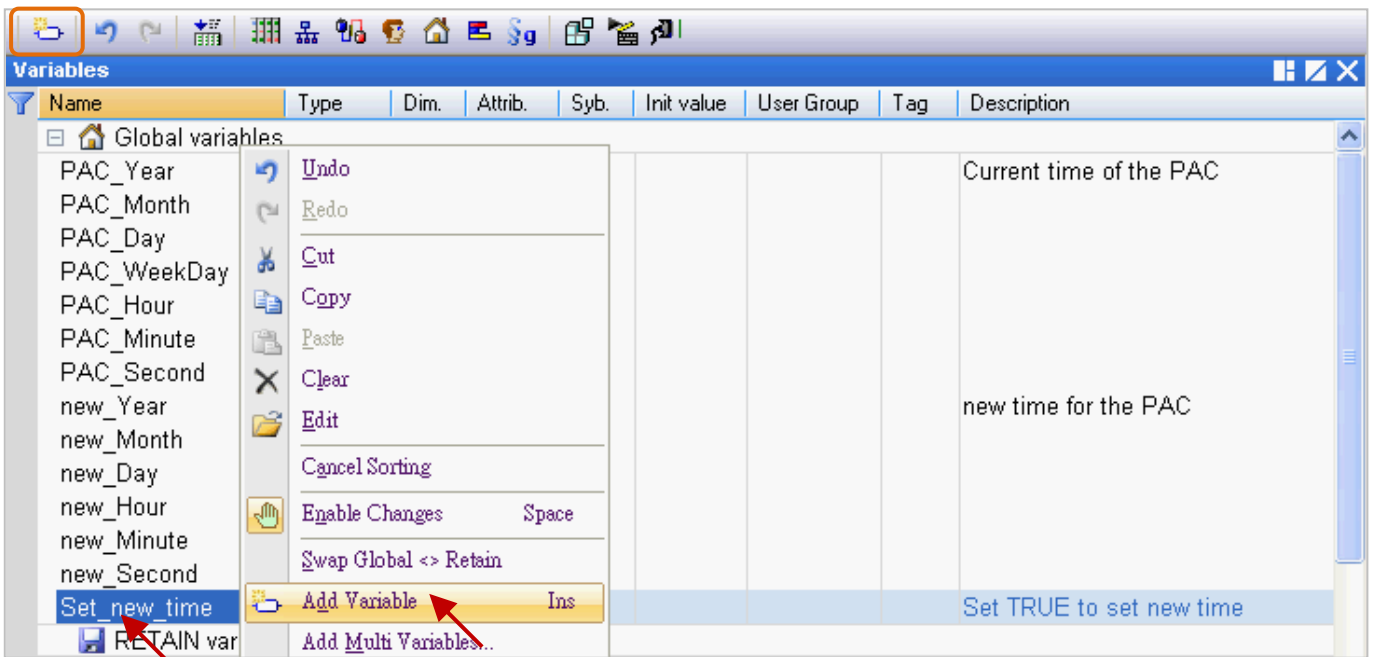 Variables
Name Type Dim. Attrib. Syb. Init value User Group Tag Description
Global variables
PAC_Year Current time of the PAC
PAC_Month
PAC_Day
PAC_WeekDay
PAC_Hour
PAC_Minute
PAC_Second
new_Year new time for the PAC
new_Month
new_Day
new_Hour
new_Minute
new_Second
Set_new_time Set TRUE to set new time
RETAIN var
Undo
Redo
Cut
Copy
Paste
Clear
Edit
Cancel Sorting
Enable Changes Space
Swap Global <> Retain
Add Variable Ins
Add Multi Variables...